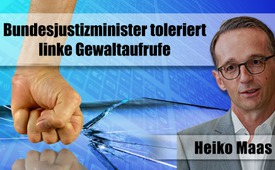 Bundesjustizminister toleriert
linke Gewaltaufrufe
Heiko Maas